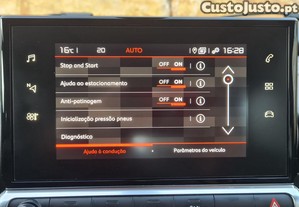 CustoJusto.pt
16°C 20 AUTO 16:28
Stop and Start OFF ON
Ajuda ao estacionamento OFF ON
Anti-patinagem OFF ON
Inicialização pressão pneus
Diagnóstico
Ajuda à condução Parâmetros do veículo